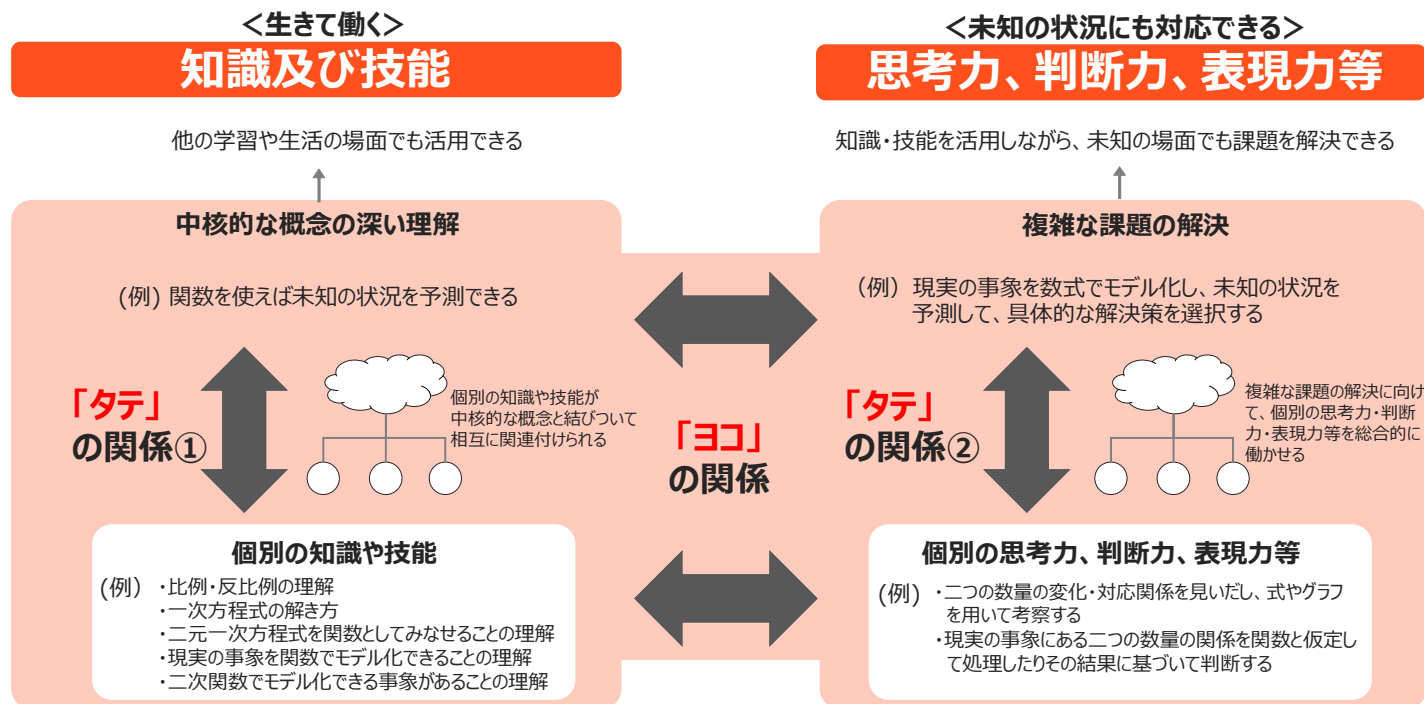 ＜生きて働く＞
知識及び技能
他の学習や生活の場面でも活用できる
中核的な概念の深い理解
(例) 関数を使えば未知の状況を予測できる
「タテ」
の関係①
個別の知識や技能が
中核的な概念と結びついて
相互に関連付けられる
個別の知識や技能
(例) ・比例・反比例の理解
・一次方程式の解き方
・二元一次方程式を関数としてみなせることの理解
・現実の事象を関数でモデル化できることの理解
・二次関数でモデル化できる事象があることの理解
「ヨコ」
の関係
＜未知の状況にも対応できる＞
思考力、判断力、表現力等
知識・技能を活用しながら、未知の場面でも課題を解決できる
複雑な課題の解決
（例）現実の事象を数式でモデル化し、未知の状況を
予測して、具体的な解決策を選択する
「タテ」
の関係②
複雑な課題の解決に向け
て、個別の思考力・判断
力・表現力等を総合的に
働かせる
個別の思考力、判断力、表現力等
(例) ・二つの数量の変化・対応関係を見いだし、式やグラフ
を用いて考察する
・現実の事象にある二つの数量の関係を関数と仮定し
て処理したりその結果に基づいて判断する